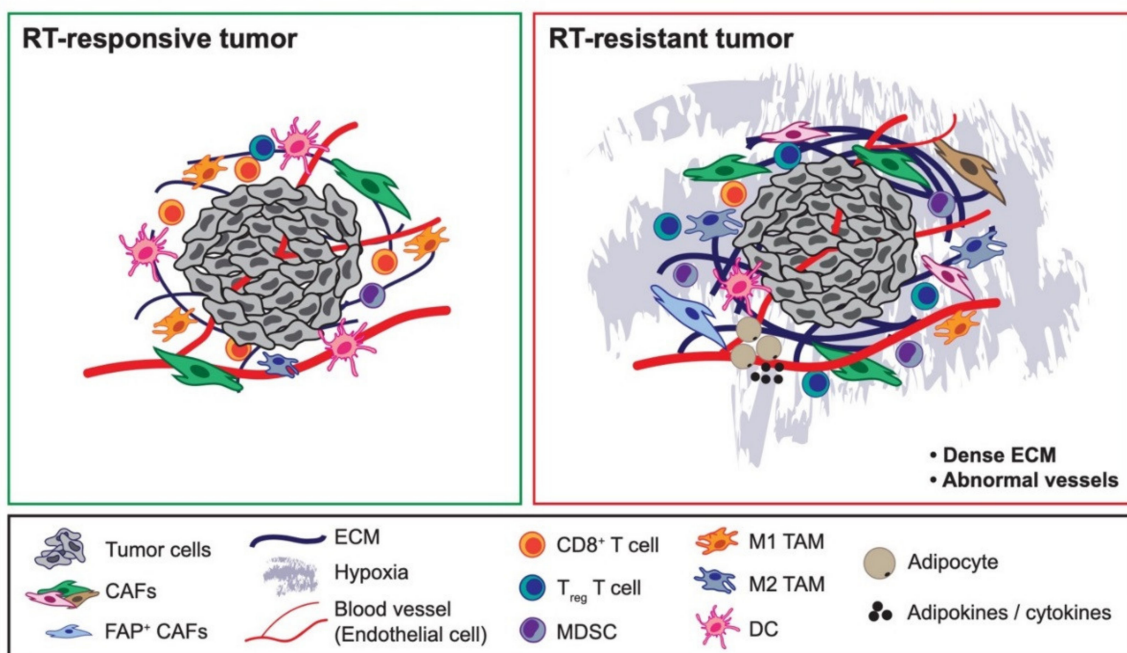 RT-responsive tumor
RT-resistant tumor
• Dense ECM
• Abnormal vessels
Tumor cells
CAFs
FAP⁺ CAFs
ECM
Hypoxia
Blood vessel
(Endothelial cell)
CD8⁺ T cell
Treg T cell
MDSC
M1 TAM
M2 TAM
DC
Adipocyte
Adipokines / cytokines